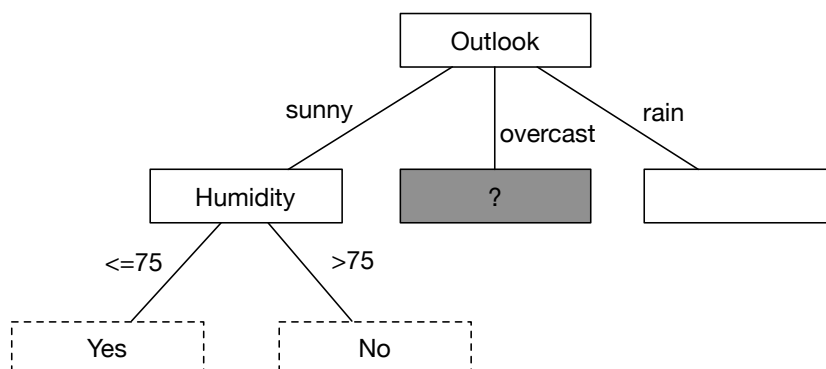 Outlook
sunny
overcast
rain
Humidity
?
<=75
>75
Yes
No